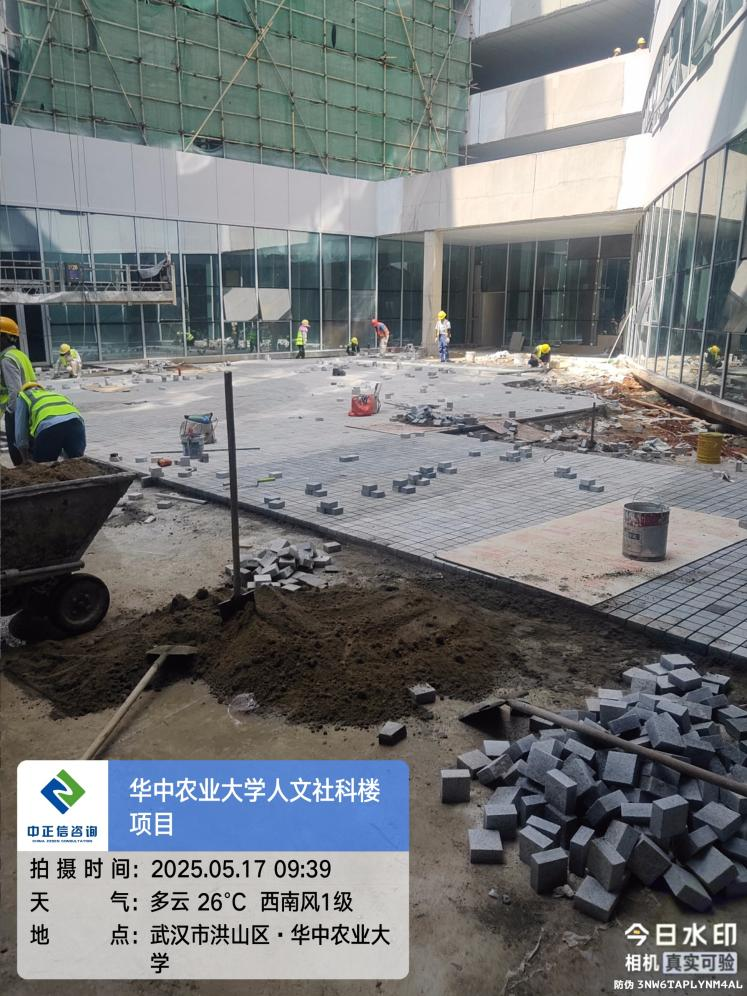 中正信咨询
CHINA ZXSIN CONSULTATION
华中农业大学人文社科楼
项目
拍摄时间：2025.05.17 09:39
天气：多云 26°C 西南风1级
地点：武汉市洪山区·华中农业大
学
今日水印
相机 真实可验
防伪 3NW6TAPLYNM4AL